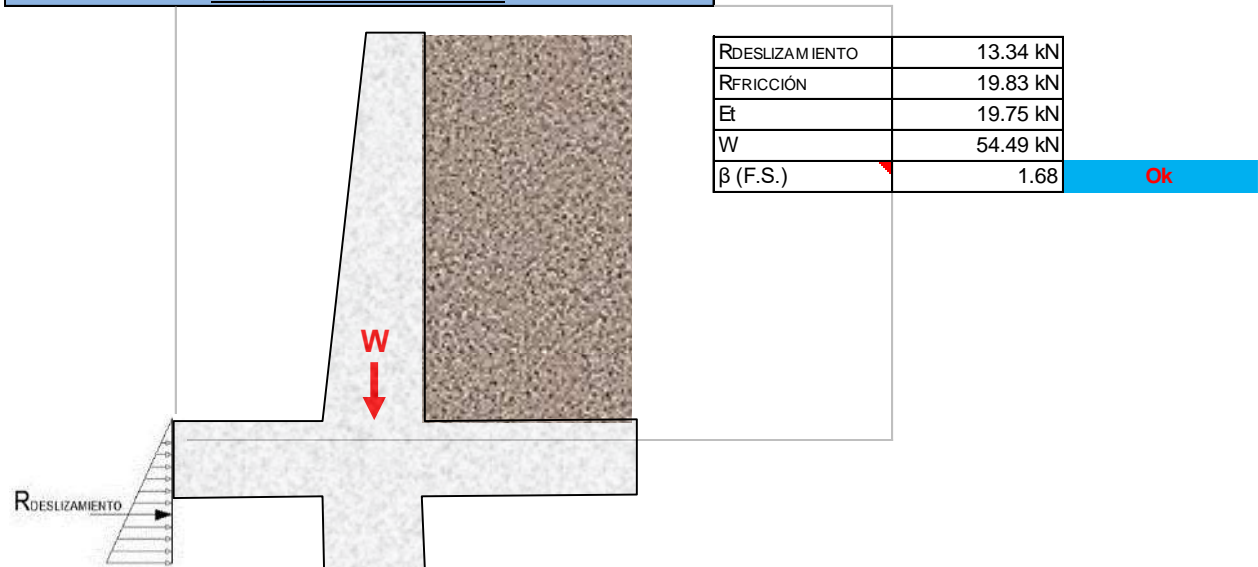 RDESLIZAMIENTO 13.34 kN
RFRICCIÓN 19.83 kN
Et 19.75 kN
W 54.49 kN
β (F.S.) 1.68 Ok
W
RDESLIZAMIENTO